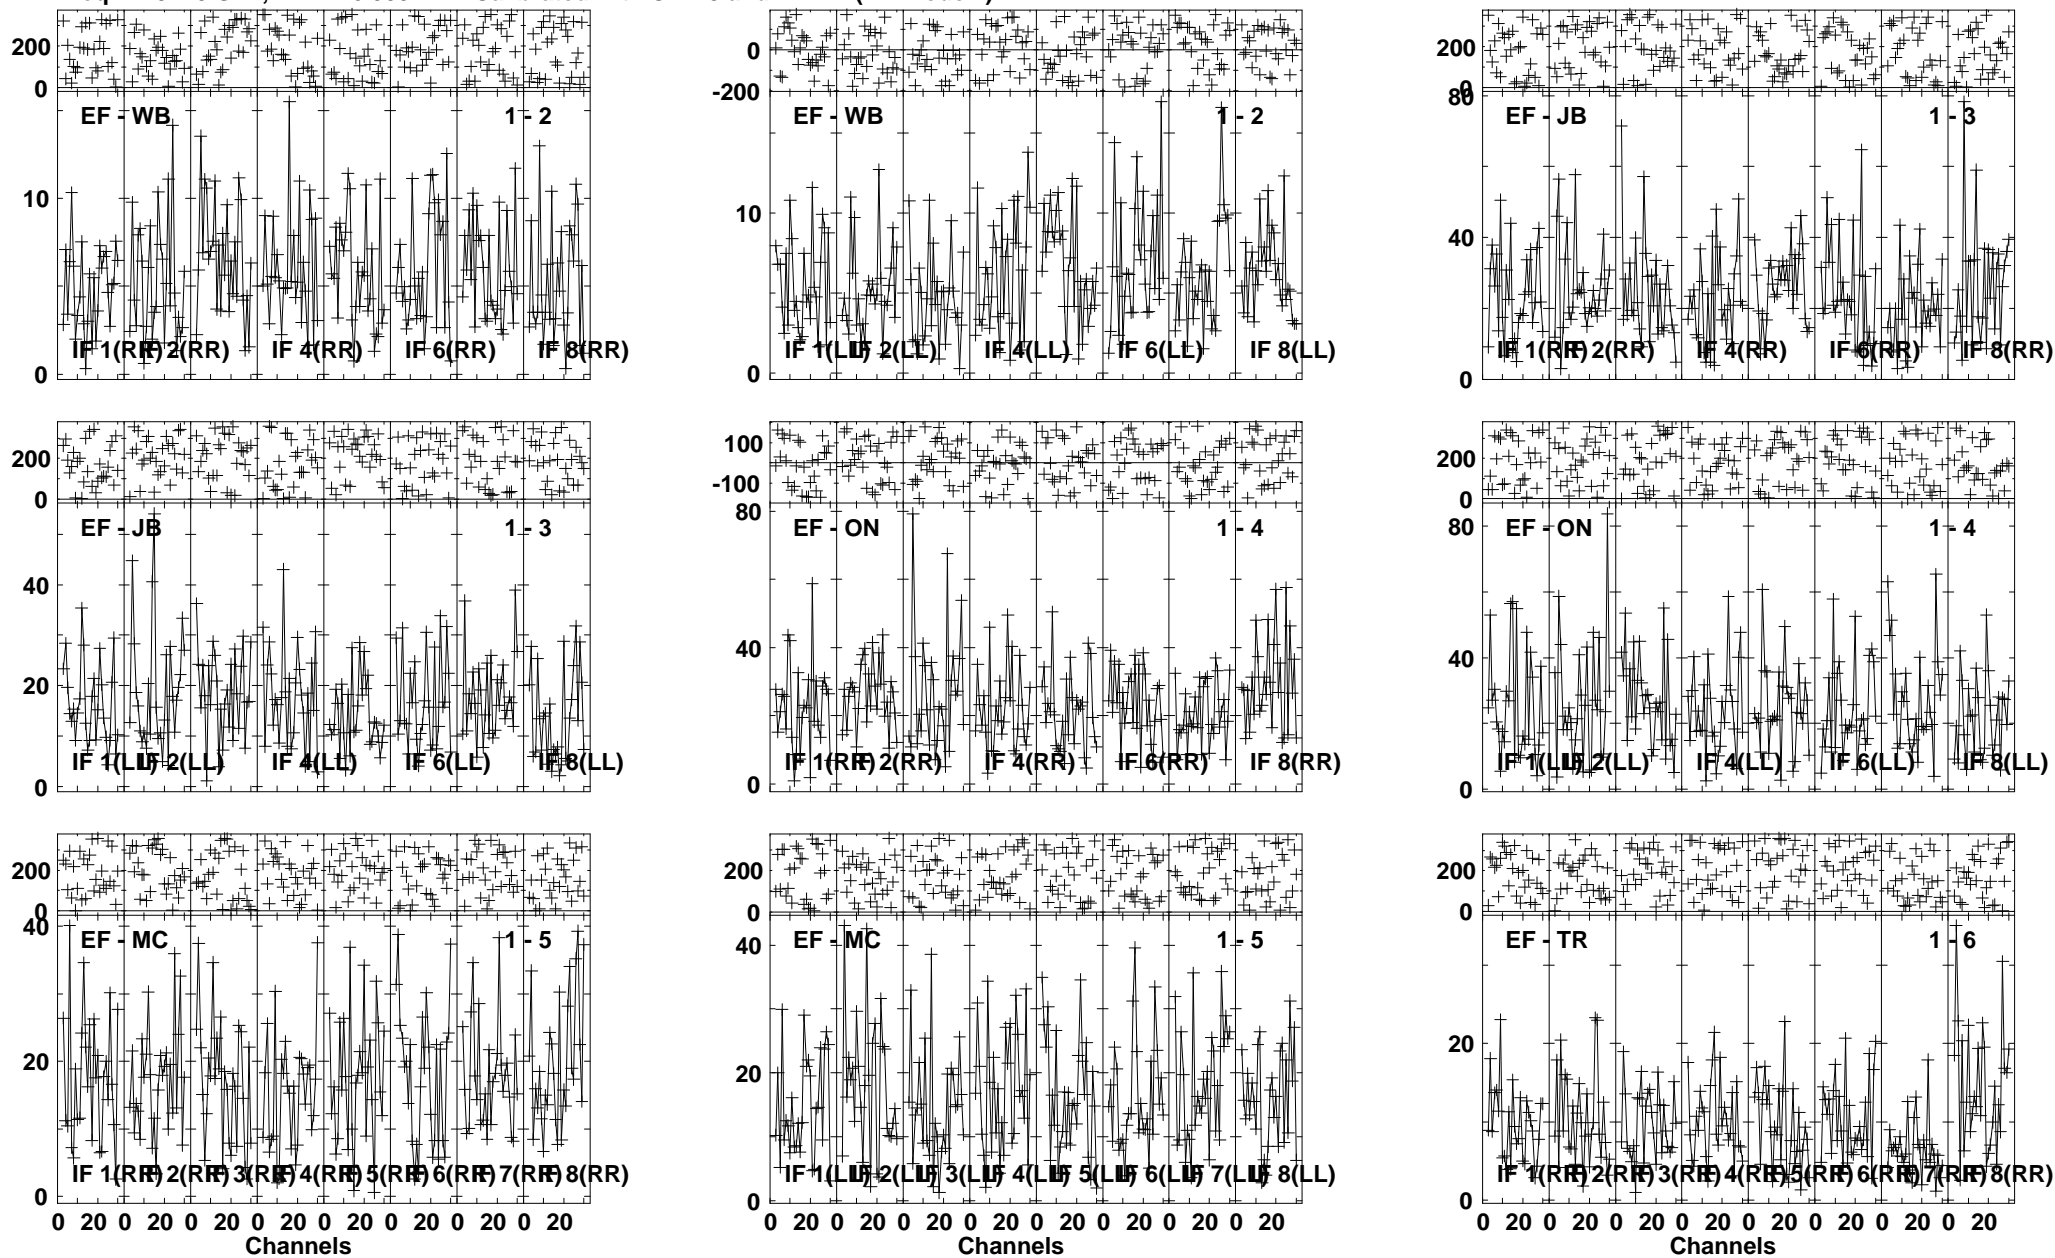 200
0
EF - WB
1 - 2
10
0
IF 1(RR)
IF 2(RR)
IF 4(RR)
IF 6(RR)
IF 8(RR)
0
-200
EF - WB
1 - 2
10
0
IF 1(LL)
IF 2(LL)
IF 4(LL)
IF 6(LL)
IF 8(LL)
200
0
80
EF - JB
1 - 3
40
0
IF 1(RR)
IF 2(RR)
IF 4(RR)
IF 6(RR)
IF 8(RR)
200
0
EF - JB
1 - 3
40
20
0
IF 1(LL)
IF 2(LL)
IF 4(LL)
IF 6(LL)
IF 8(LL)
100
-100
80
EF - ON
1 - 4
40
0
IF 1(RR)
IF 2(RR)
IF 4(RR)
IF 6(RR)
IF 8(RR)
200
0
80
EF - ON
1 - 4
40
0
IF 1(LL)
IF 2(LL)
IF 4(LL)
IF 6(LL)
IF 8(LL)
200
0
40
EF - MC
1 - 5
20
0
IF 1(RR)
IF 2(RR)
IF 3(RR)
IF 4(RR)
IF 5(RR)
IF 6(RR)
IF 7(RR)
IF 8(RR)
0 20 0 20 0 20 0 20 0 20 0 20 0 20 0 20
Channels
200
0
EF - MC
1 - 5
40
20
0
IF 1(LL)
IF 2(LL)
IF 3(LL)
IF 4(LL)
IF 5(LL)
IF 6(LL)
IF 7(LL)
IF 8(LL)
0 20 0 20 0 20 0 20 0 20 0 20 0 20 0 20
Channels
200
0
EF - TR
1 - 6
20
0
IF 1(RR)
IF 2(RR)
IF 3(RR)
IF 4(RR)
IF 5(RR)
IF 6(RR)
IF 7(RR)
IF 8(RR)
0 20 0 20 0 20 0 20 0 20 0 20 0 20 0 20
Channels